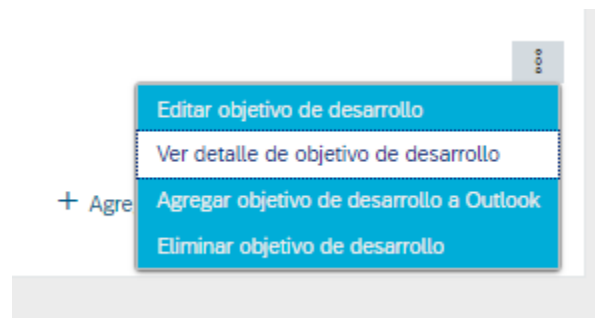 Editar objetivo de desarrollo
Ver detalle de objetivo de desarrollo
+ Agre
Agregar objetivo de desarrollo a Outlook
Eliminar objetivo de desarrollo